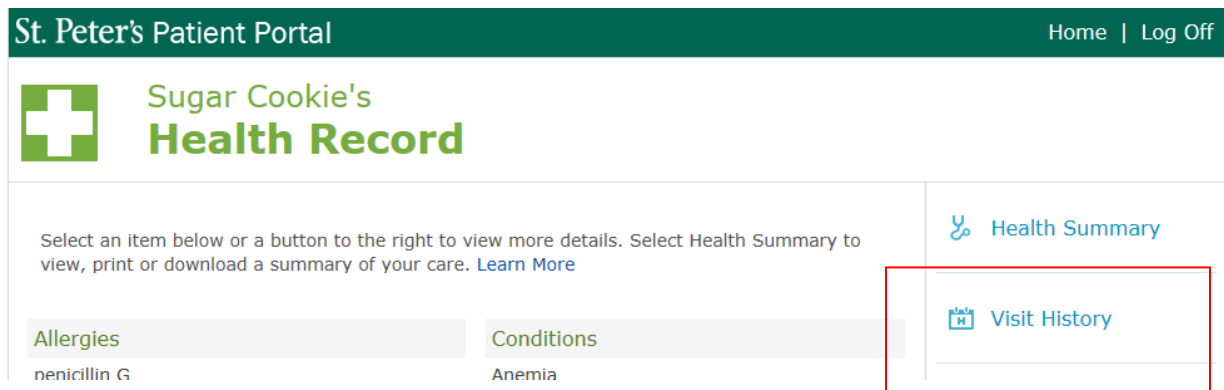 St. Peter's Patient Portal
Home | Log Off
Sugar Cookie's
Health Record
Select an item below or a button to the right to view more details. Select Health Summary to
view, print or download a summary of your care. Learn More
Health Summary
Visit History
Allergies
penicillin G
Conditions
Anemia